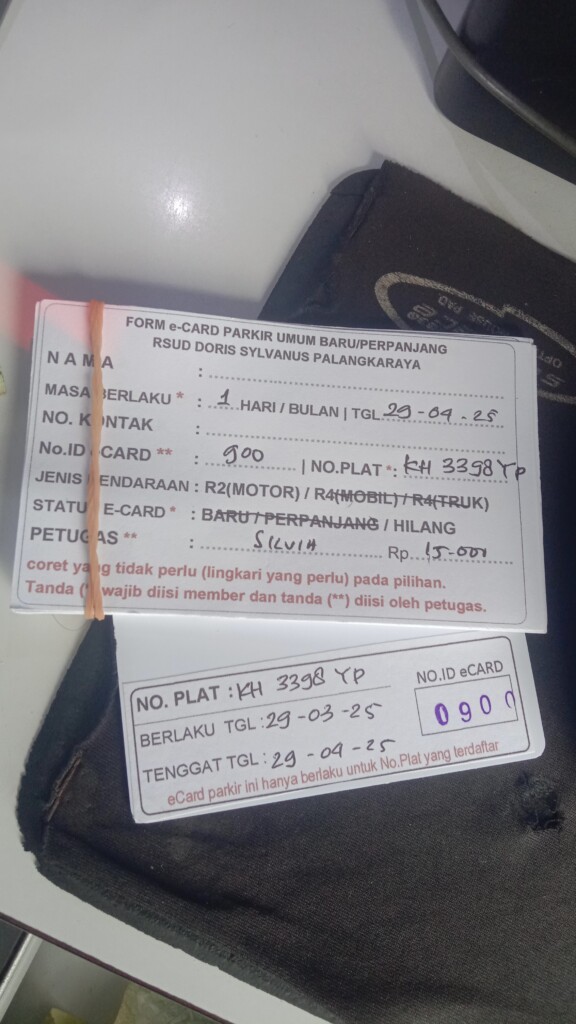 FORM e-CARD PARKIR UMUM BARU/PERPANJANG
RSUD DORIS SYLVANUS PALANGKARAYA
NAMA :
MASA BERLAKU * : 1 HARI / BULAN | TGL 29-04-25
NO. KONTAK :
No.ID eCARD ** : 900 | NO.PLAT *: KH 3398 YP
JENIS KENDARAAN : R2(MOTOR) / R4(MOBIL) / R4(TRUK)
STATUS E-CARD * : BARU / PERPANJANG / HILANG
PETUGAS ** : SILVIA Rp. 15.000
coret yang tidak perlu (lingkari yang perlu) pada pilihan.
Tanda (*) wajib diisi member dan tanda (**) diisi oleh petugas.
NO. PLAT : KH 3398 YP
BERLAKU TGL : 29-03-25
TENGGAT TGL : 29-04-25
NO.ID eCARD
0900
eCard parkir ini hanya berlaku untuk No.Plat yang terdaftar